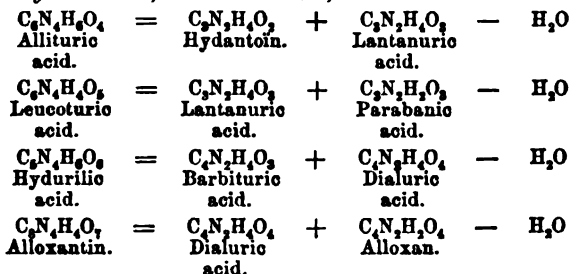 C₆N₄H₆O₄ = C₃N₂H₄O₂ + C₃N₂H₄O₃ — H₂O
Allituric Hydantoïn. Lantanuric
acid. acid.
C₆N₄H₄O₅ = C₃N₂H₄O₃ + C₃N₂H₂O₃ — H₂O
Leucoturic Lantanuric Parabanic
acid. acid. acid.
C₈N₄H₆O₆ = C₄N₂H₄O₃ + C₄N₂H₄O₄ — H₂O
Hydurilic Barbituric Dialuric
acid. acid. acid.
C₈N₄H₄O₇ = C₄N₂H₄O₄ + C₄N₂H₂O₄ — H₂O
Alloxantin. Dialuric Alloxan.
acid.